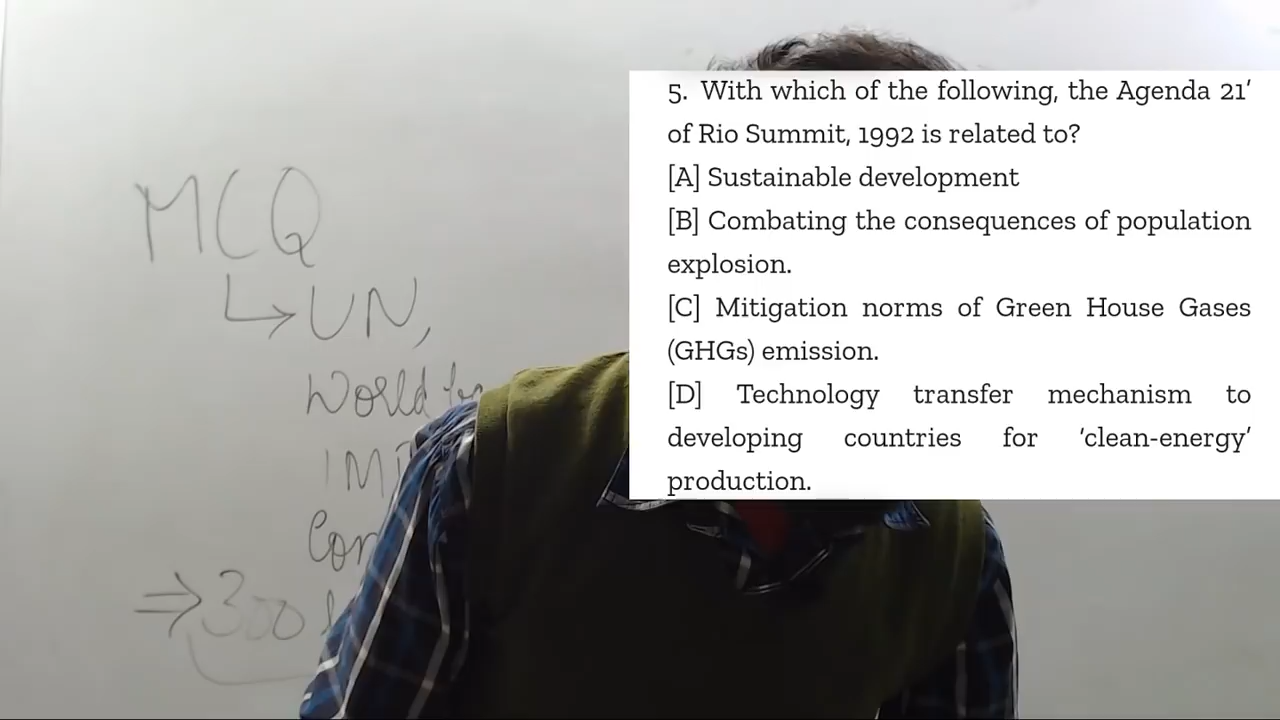 MCQ
UN,
World
IM
Con
300
5. With which of the following, the Agenda 21'
of Rio Summit, 1992 is related to?
[A] Sustainable development
[B] Combating the consequences of population
explosion.
[C] Mitigation norms of Green House Gases
(GHGs) emission.
[D] Technology transfer mechanism to
developing countries for ‘clean-energy’
production.